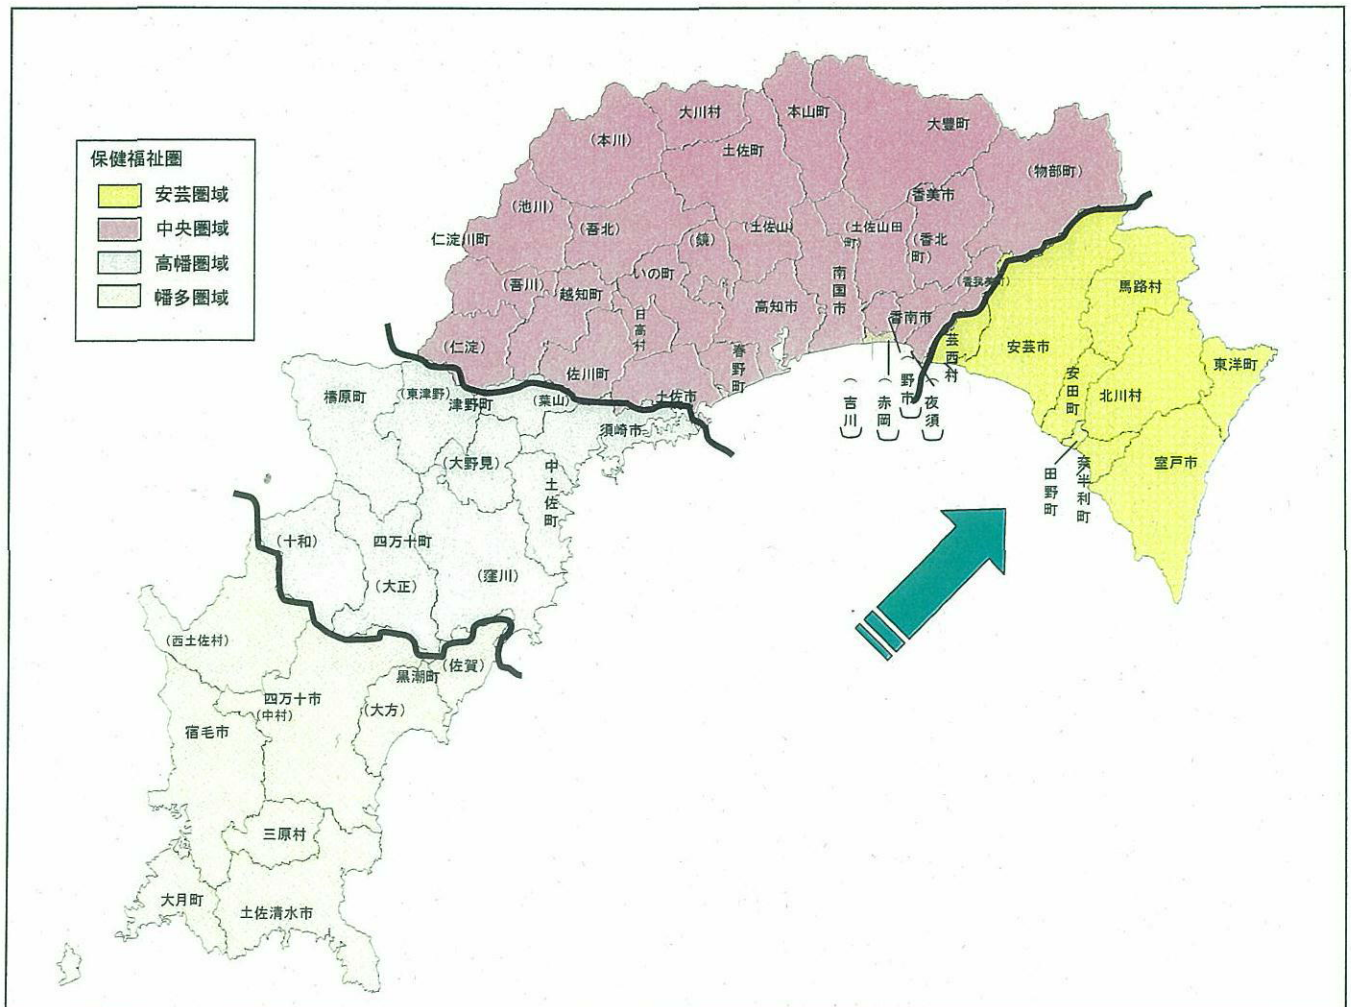 保健福祉圏
安芸圏域
中央圏域
高幡圏域
幡多圏域
大川村
本山町
大豊町
（本川）
土佐町
（物部町）
香美市
（池川）
（吾北）
（鏡）
（土佐山）
（土佐山田町）
（香北町）
仁淀川町
いの町
（吾川）
越知町
南国市
高知市
香南市
日高村
（仁淀）
佐川町
春野町
土佐市
（吉川）
（赤岡）
（野市）
（夜須）
芸西村
安芸市
馬路村
東洋町
安田町
北川村
室戸市
田野町
奈半利町
檮原町
（東津野）
津野町
（葉山）
須崎市
（大野見）
中土佐町
（十和）
四万十町
（大正）
（窪川）
（西土佐村）
（佐賀）
黒潮町
（大方）
四万十市
（中村）
宿毛市
三原村
大月町
土佐清水市